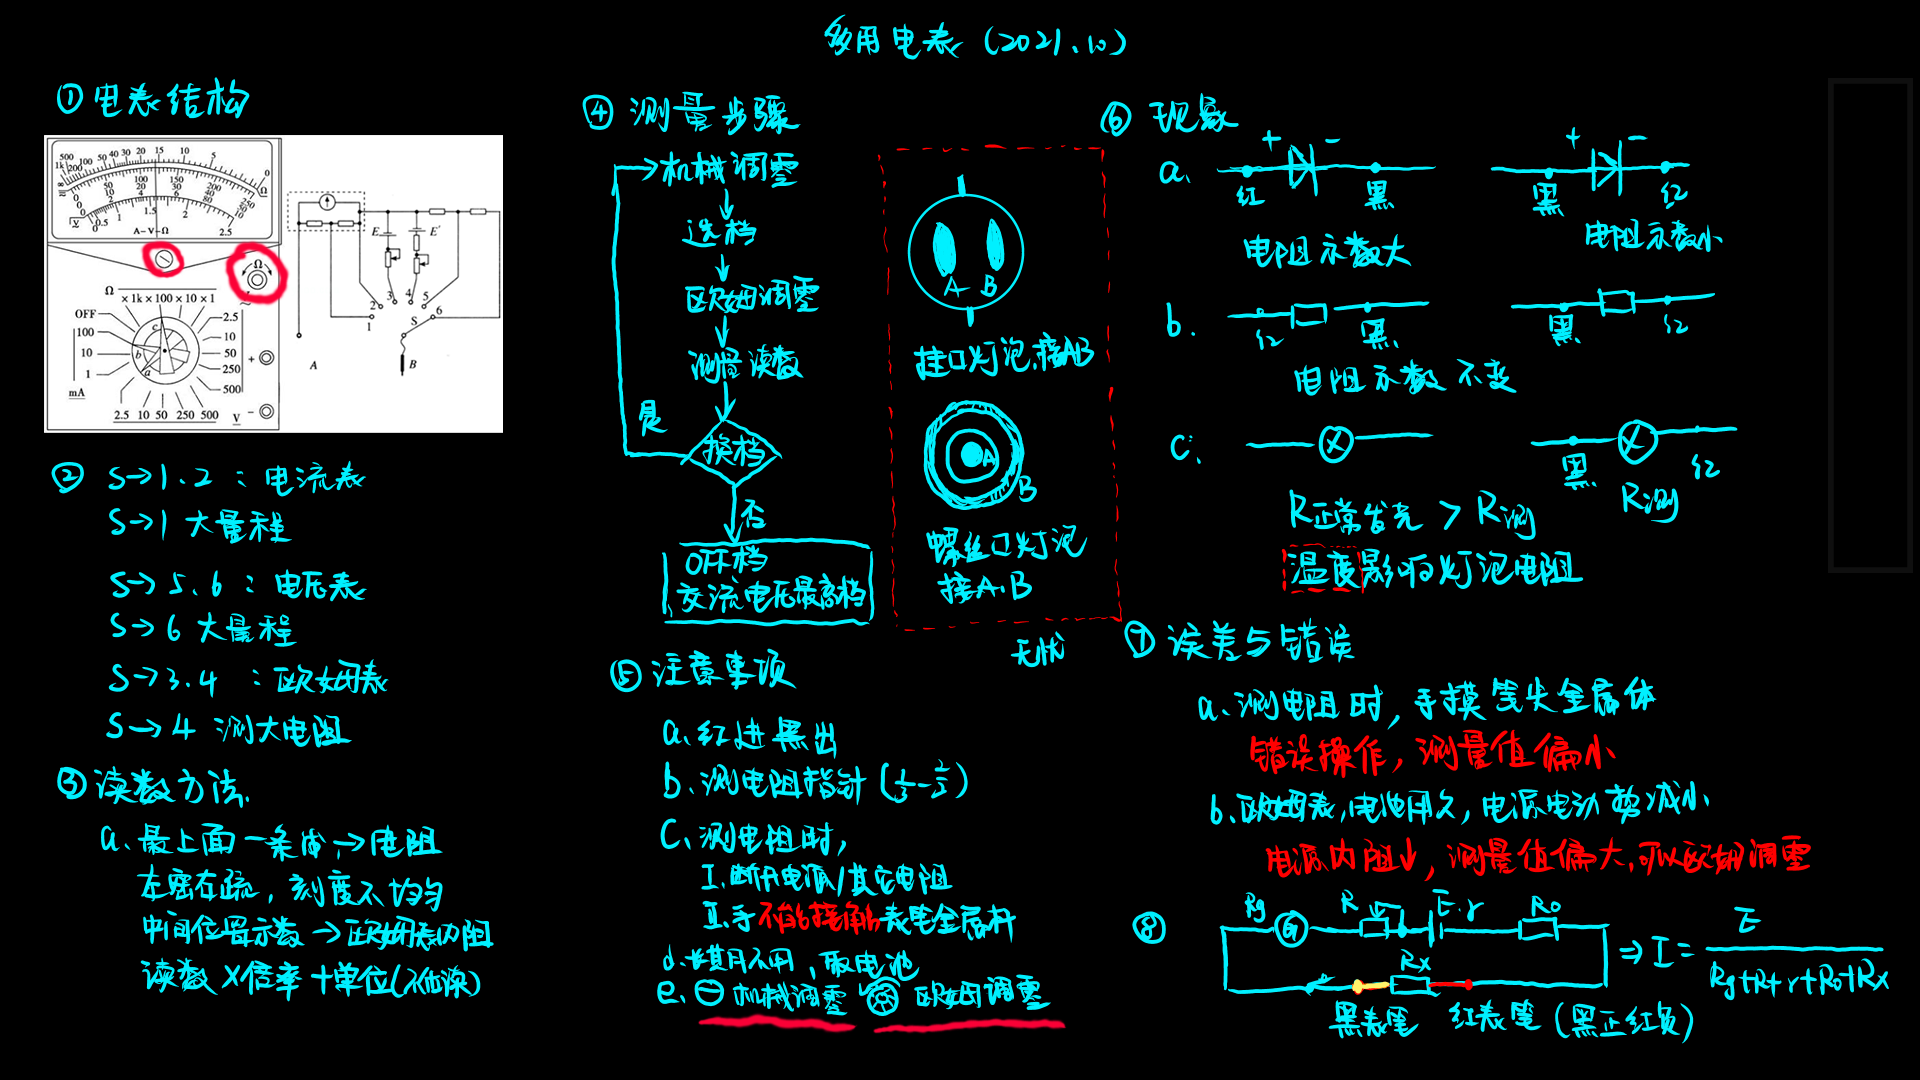 多用电表(2021.10)
①电表结构
500 100 50 40 30 20 15 10 5
1k 200 0
∞ Ω
0 50 100 150 200 250
0 10 20 30 40 50
0 2 4 6 8 10
V 0 0.5 1 1.5 2 2.5
A-V-Ω
Ω
Ω
×1k ×100 ×10 ×1
OFF
100
10
1
mA
2.5
10
50
250
500
2.5 10 50 250 500
V
+
-
a
b
c
E E′
1 2 3 4 5 6
S
A B
② S→1.2:电流表
S→1 大量程
S→5.6:电压表
S→6 大量程
S→3.4:欧姆表
S→4 测大电阻
③读数方法.
a.最上面一条线→电阻
左密右疏,刻度不均匀
中间位置示数→欧姆表内阻
读数×倍率+单位(不估读)
④测量步骤
机械调零
选档
欧姆调零
测量读数
是
换档
否
OFF档
交流电压最高档
A B
挂口灯泡,接AB
A
B
螺丝口灯泡
接A.B
无忧
⑤注意事项
a.红进黑出
b.测电阻指针(1/3-2/3)
C.测电阻时,
I.断开电源/其它电阻
II.手不能接触表笔金属杆
d.长期不用,取电池
e.机械调零 Ω 欧姆调零
⑥现象
a. + - + -
红 黑 黑 红
电阻示数大 电阻示数小
b. 红 黑 黑 红
电阻示数不变
C. 黑 红
R测
R正常发光>R测
温度影响灯泡电阻
⑦误差与错误
a.测电阻时,手摸笔尖金属体
错误操作,测量值偏小
b.欧姆表,电池用久,电源电动势减小
电源内阻↓,测量值偏大,可以欧姆调零
⑧ Rg G R E.r R0
Rx
⇒I=E/(Rg+R+r+R0+Rx)
黑表笔 红表笔(黑正红负)